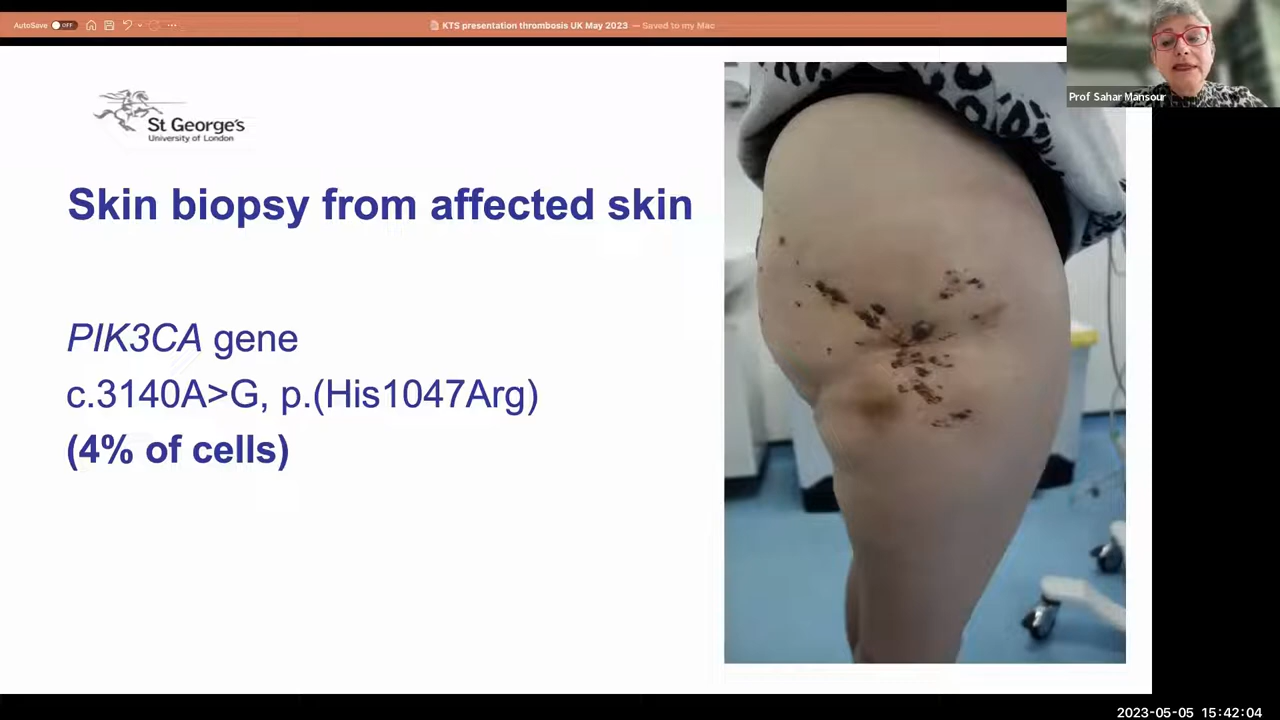 AutoSave OFF
KTS presentation thrombosis UK May 2023 — Saved to my Mac
Prof Sahar Mansour
St George's
University of London
Skin biopsy from affected skin
PIK3CA gene
c.3140A>G, p.(His1047Arg)
(4% of cells)
2023-05-05 15:42:04